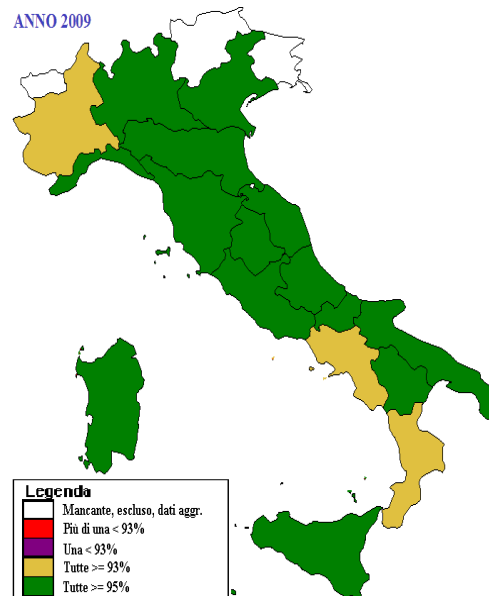 ANNO 2009
Legenda
Mancante, escluso, dati aggr.
Più di una < 93%
Una < 93%
Tutte >= 93%
Tutte >= 95%